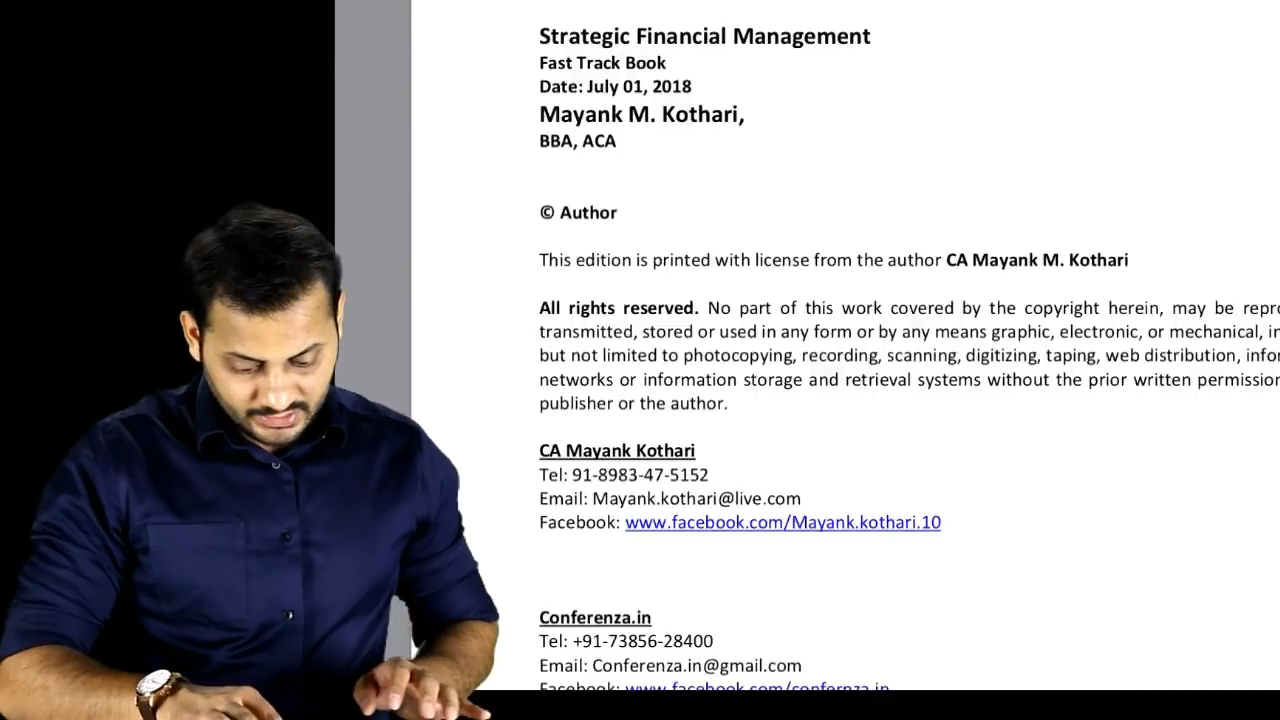 Strategic Financial Management
Fast Track Book
Date: July 01, 2018
Mayank M. Kothari,
BBA, ACA
© Author
This edition is printed with license from the author CA Mayank M. Kothari
All rights reserved. No part of this work covered by the copyright herein, may be repro
transmitted, stored or used in any form or by any means graphic, electronic, or mechanical, in
but not limited to photocopying, recording, scanning, digitizing, taping, web distribution, infor
networks or information storage and retrieval systems without the prior written permission
publisher or the author.
CA Mayank Kothari
Tel: 91-8983-47-5152
Email: Mayank.kothari@live.com
Facebook: www.facebook.com/Mayank.kothari.10
Conferenza.in
Tel: +91-73856-28400
Email: Conferenza.in@gmail.com
Facebook: www.facebook.com/confernza.in